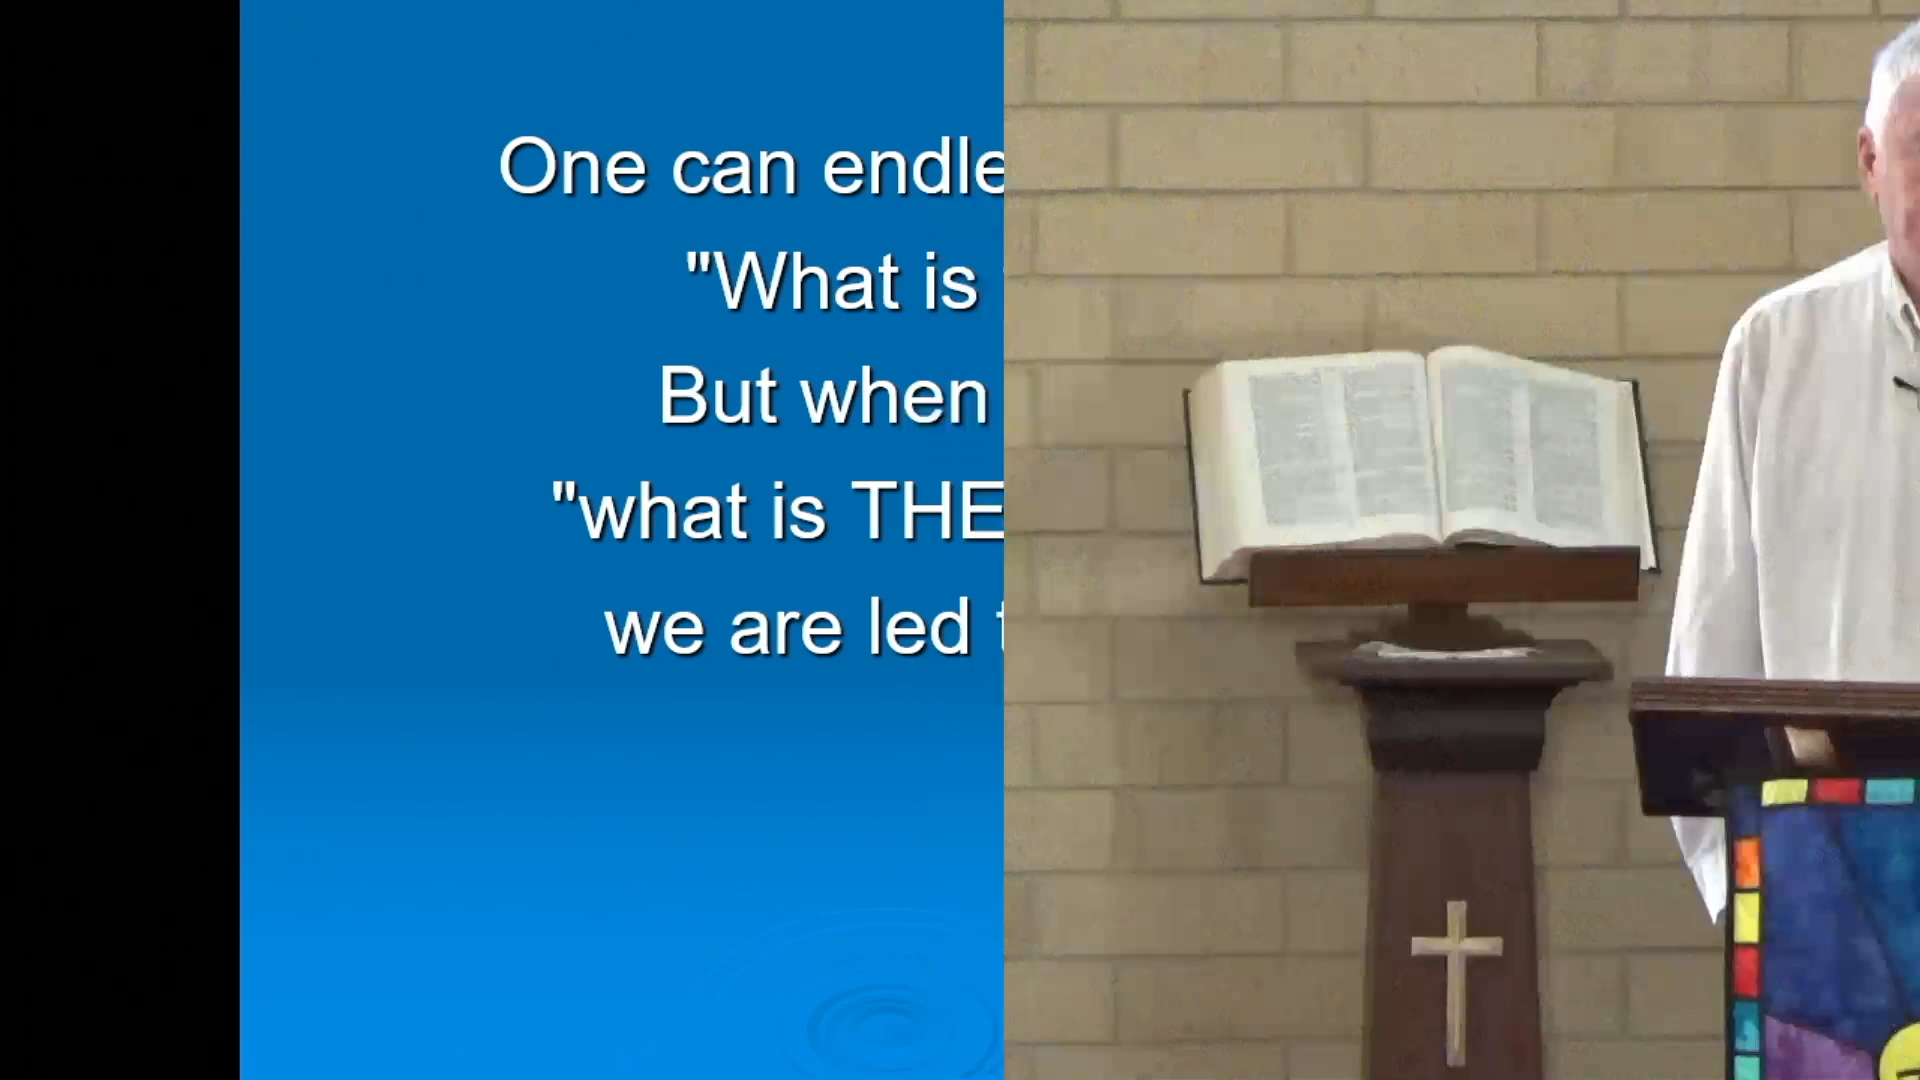 One can endle
"What is
But when
"what is THE
we are led